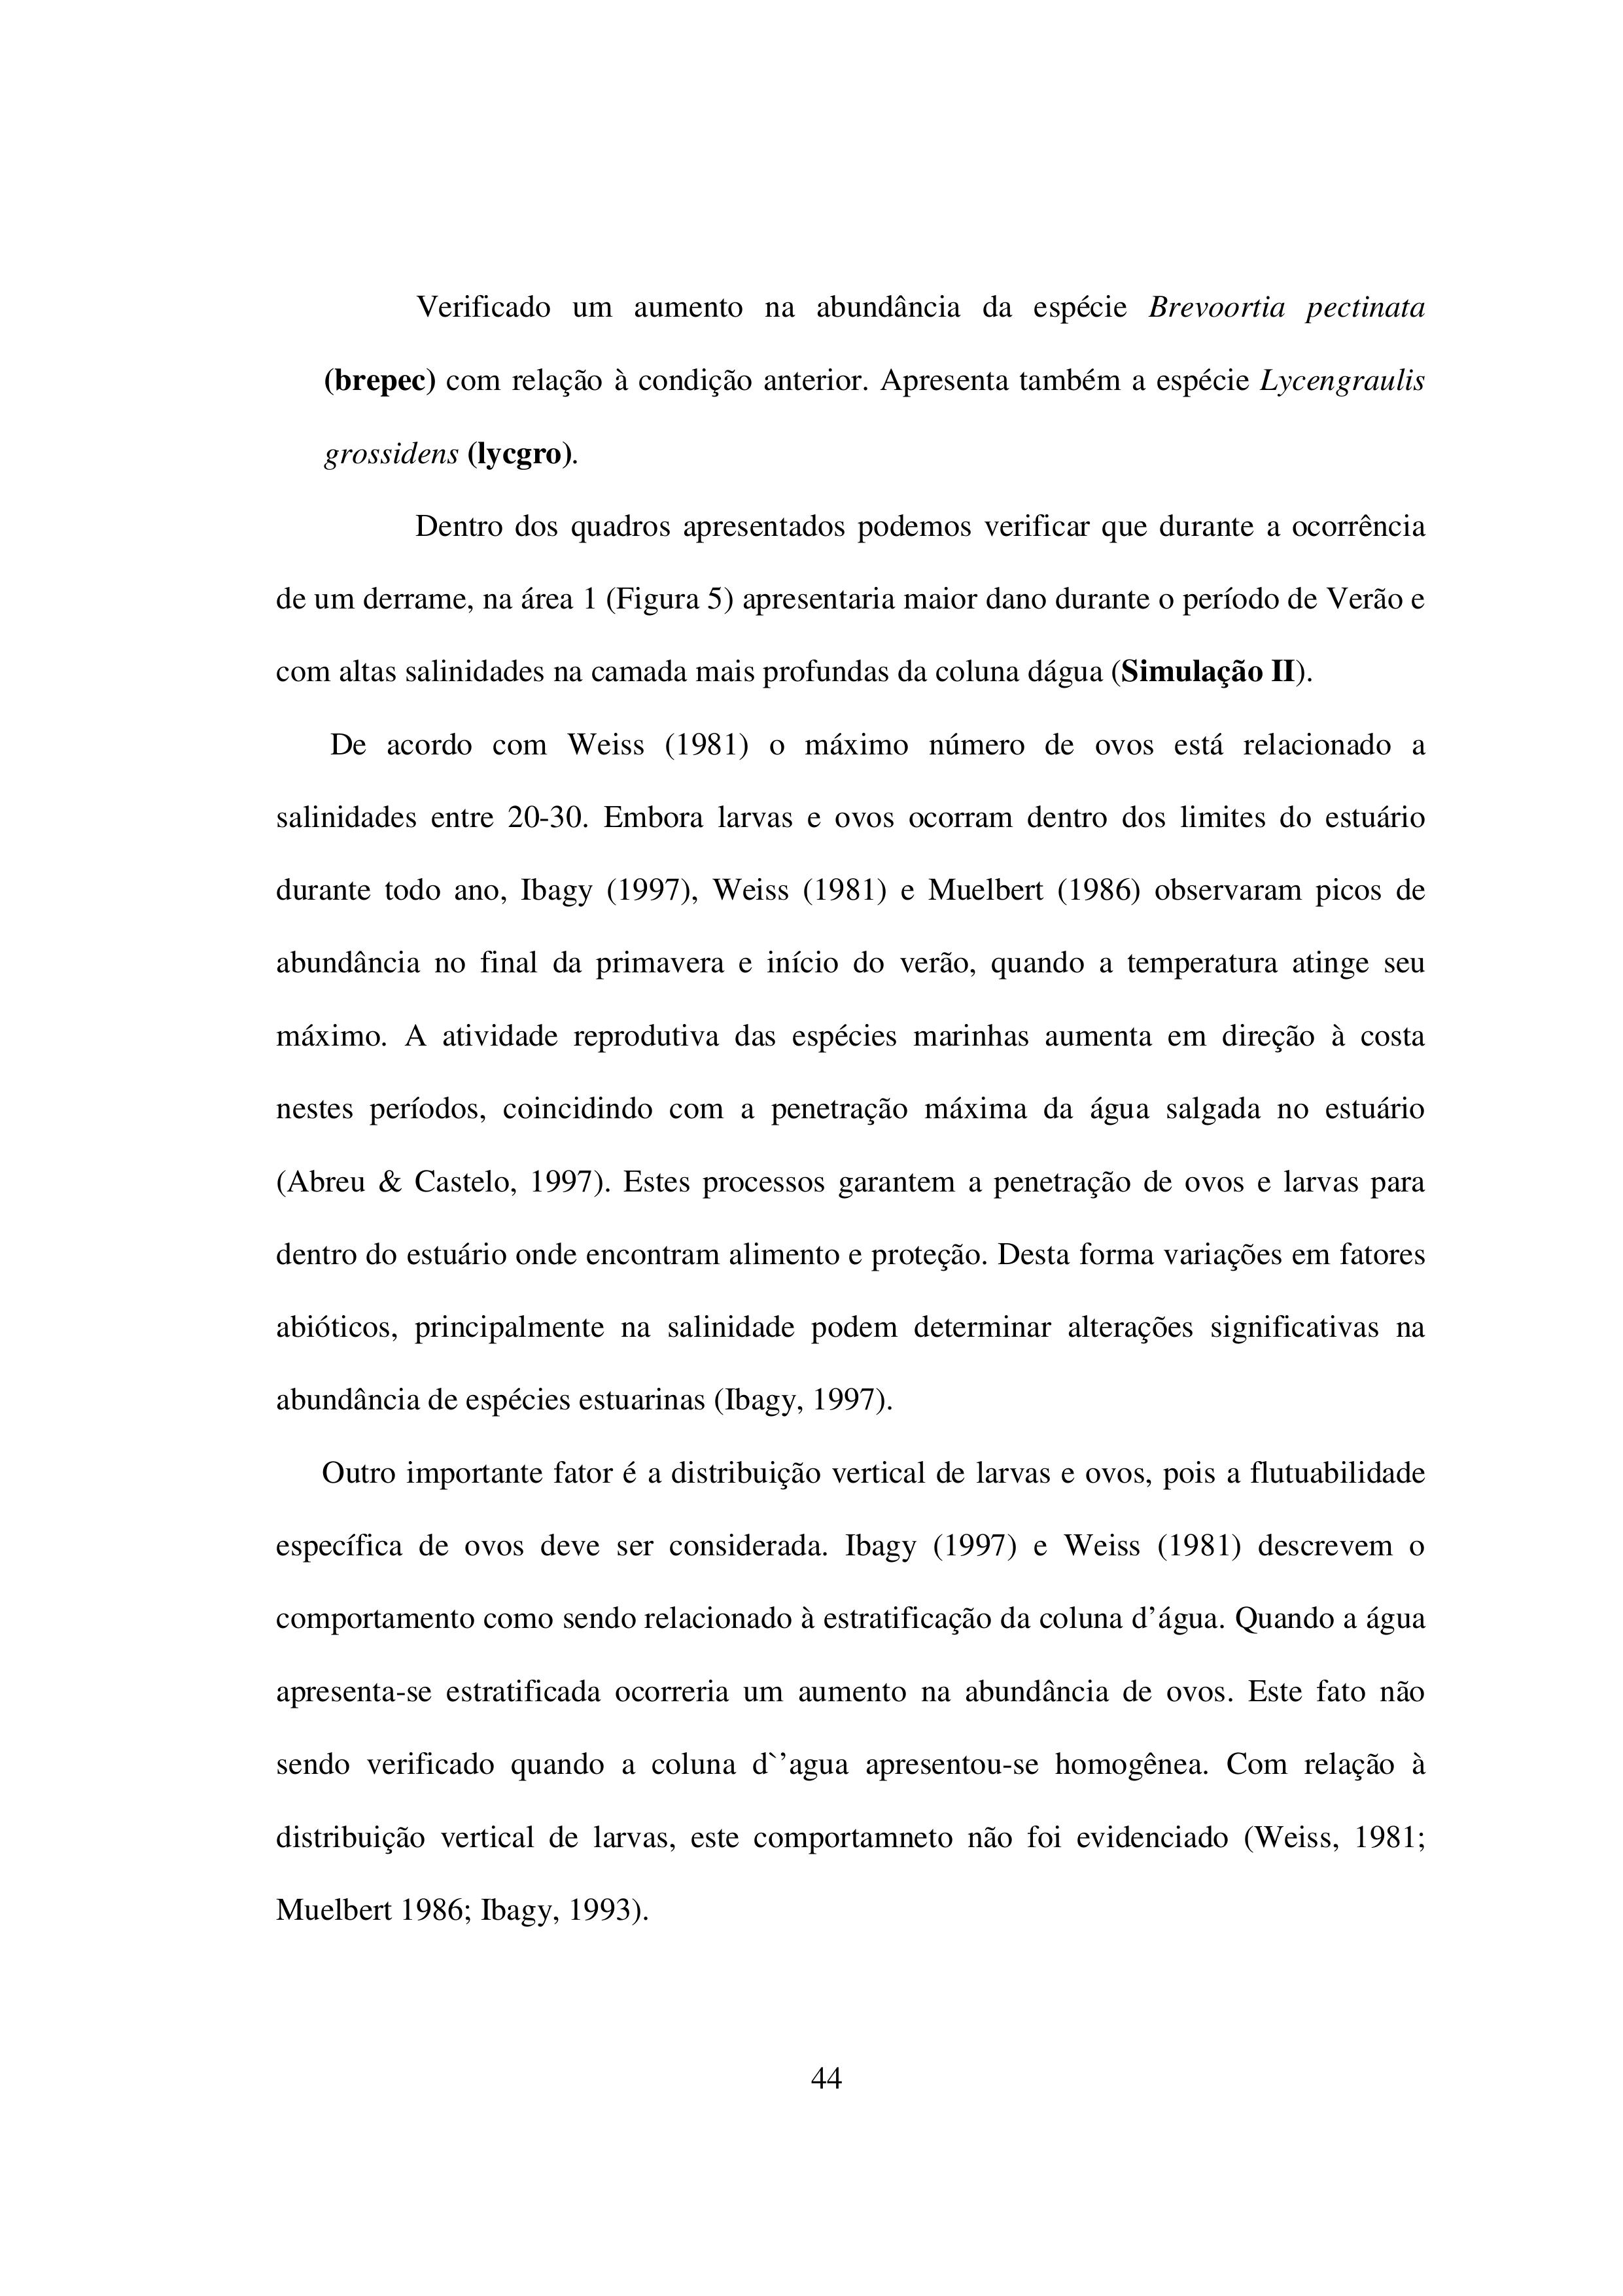 Verificado um aumento na abundância da espécie Brevoortia pectinata
(brepec) com relação à condição anterior. Apresenta também a espécie Lycengraulis
grossidens (lycgro).
Dentro dos quadros apresentados podemos verificar que durante a ocorrência
de um derrame, na área 1 (Figura 5) apresentaria maior dano durante o período de Verão e
com altas salinidades na camada mais profundas da coluna dágua (Simulação II).
De acordo com Weiss (1981) o máximo número de ovos está relacionado a
salinidades entre 20-30. Embora larvas e ovos ocorram dentro dos limites do estuário
durante todo ano, Ibagy (1997), Weiss (1981) e Muelbert (1986) observaram picos de
abundância no final da primavera e início do verão, quando a temperatura atinge seu
máximo. A atividade reprodutiva das espécies marinhas aumenta em direção à costa
nestes períodos, coincidindo com a penetração máxima da água salgada no estuário
(Abreu & Castelo, 1997). Estes processos garantem a penetração de ovos e larvas para
dentro do estuário onde encontram alimento e proteção. Desta forma variações em fatores
abióticos, principalmente na salinidade podem determinar alterações significativas na
abundância de espécies estuarinas (Ibagy, 1997).
Outro importante fator é a distribuição vertical de larvas e ovos, pois a flutuabilidade
específica de ovos deve ser considerada. Ibagy (1997) e Weiss (1981) descrevem o
comportamento como sendo relacionado à estratificação da coluna d’água. Quando a água
apresenta-se estratificada ocorreria um aumento na abundância de ovos. Este fato não
sendo verificado quando a coluna d`’agua apresentou-se homogênea. Com relação à
distribuição vertical de larvas, este comportamneto não foi evidenciado (Weiss, 1981;
Muelbert 1986; Ibagy, 1993).
44